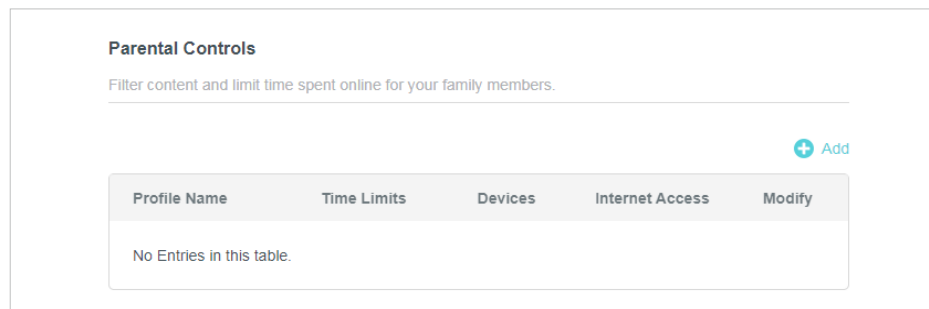 Parental Controls
Filter content and limit time spent online for your family members.
Add
Profile Name Time Limits Devices Internet Access Modify
No Entries in this table.